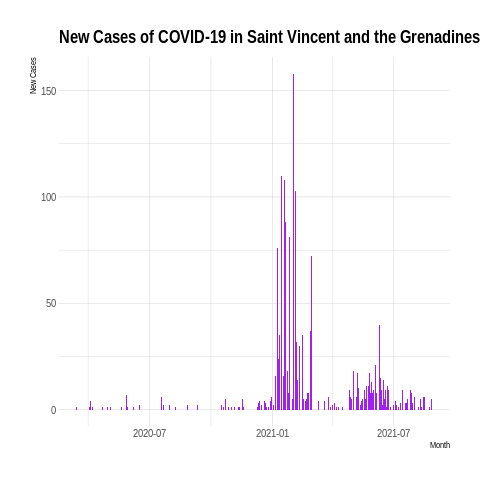 New Cases of COVID-19 in Saint Vincent and the Grenadines
New Cases
150
100
50
0
2020-07
2021-01
2021-07
Month